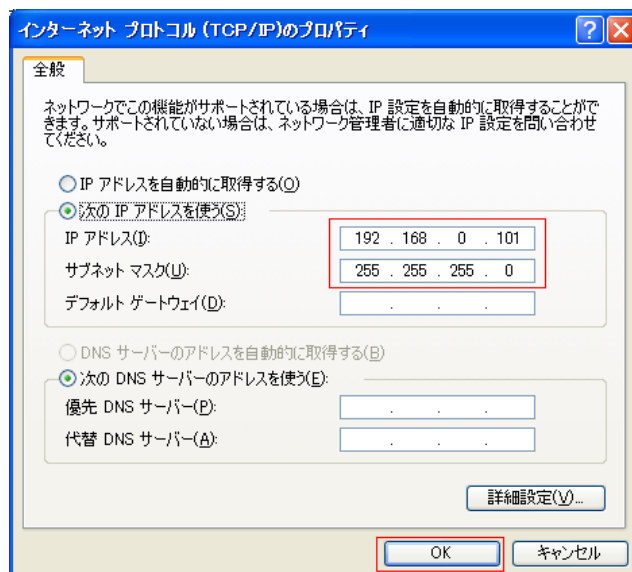 インターネット プロトコル (TCP/IP)のプロパティ
全般
ネットワークでこの機能がサポートされている場合は、IP 設定を自動的に取得することがで
きます。サポートされていない場合は、ネットワーク管理者に適切な IP 設定を問い合わせ
てください。
IP アドレスを自動的に取得する(O)
次の IP アドレスを使う(S):
IP アドレス(I): 192 . 168 . 0 . 101
サブネット マスク(U): 255 . 255 . 255 . 0
デフォルト ゲートウェイ(D): . . .
DNS サーバーのアドレスを自動的に取得する(B)
次の DNS サーバーのアドレスを使う(E):
優先 DNS サーバー(P): . . .
代替 DNS サーバー(A): . . .
詳細設定(V)...
OK キャンセル